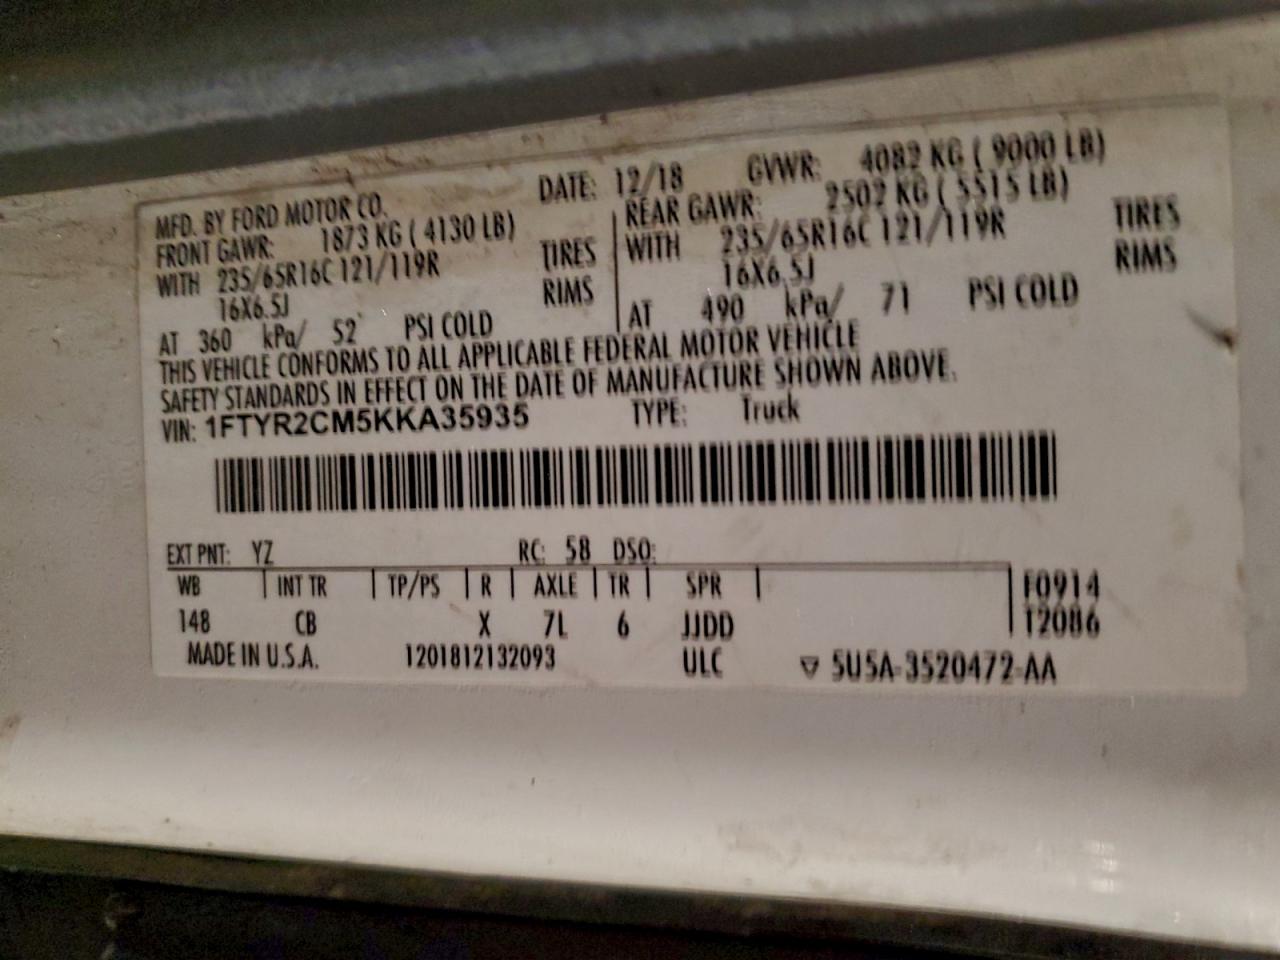 MFD. BY FORD MOTOR CO. DATE: 12/18 GVWR: 4082 KG ( 9000 LB)
FRONT GAWR: 1873 KG ( 4130 LB) REAR GAWR: 2502 KG ( 5515 LB)
WITH 235/65R16C 121/119R TIRES WITH 235/65R16C 121/119R TIRES
16X6.5J RIMS 16X6.5J RIMS
AT 360 kPa/ 52 PSI COLD AT 490 kPa/ 71 PSI COLD
THIS VEHICLE CONFORMS TO ALL APPLICABLE FEDERAL MOTOR VEHICLE
SAFETY STANDARDS IN EFFECT ON THE DATE OF MANUFACTURE SHOWN ABOVE.
VIN: 1FTYR2CM5KKA35935 TYPE: Truck
EXT PNT: YZ RC: 58 DSO:
WB INT TR TP/PS R AXLE TR SPR F0914
148 CB X 7L 6 JJDD 12086
MADE IN U.S.A. 1201812132093 ULC ▽ 5U5A-3520472-AA